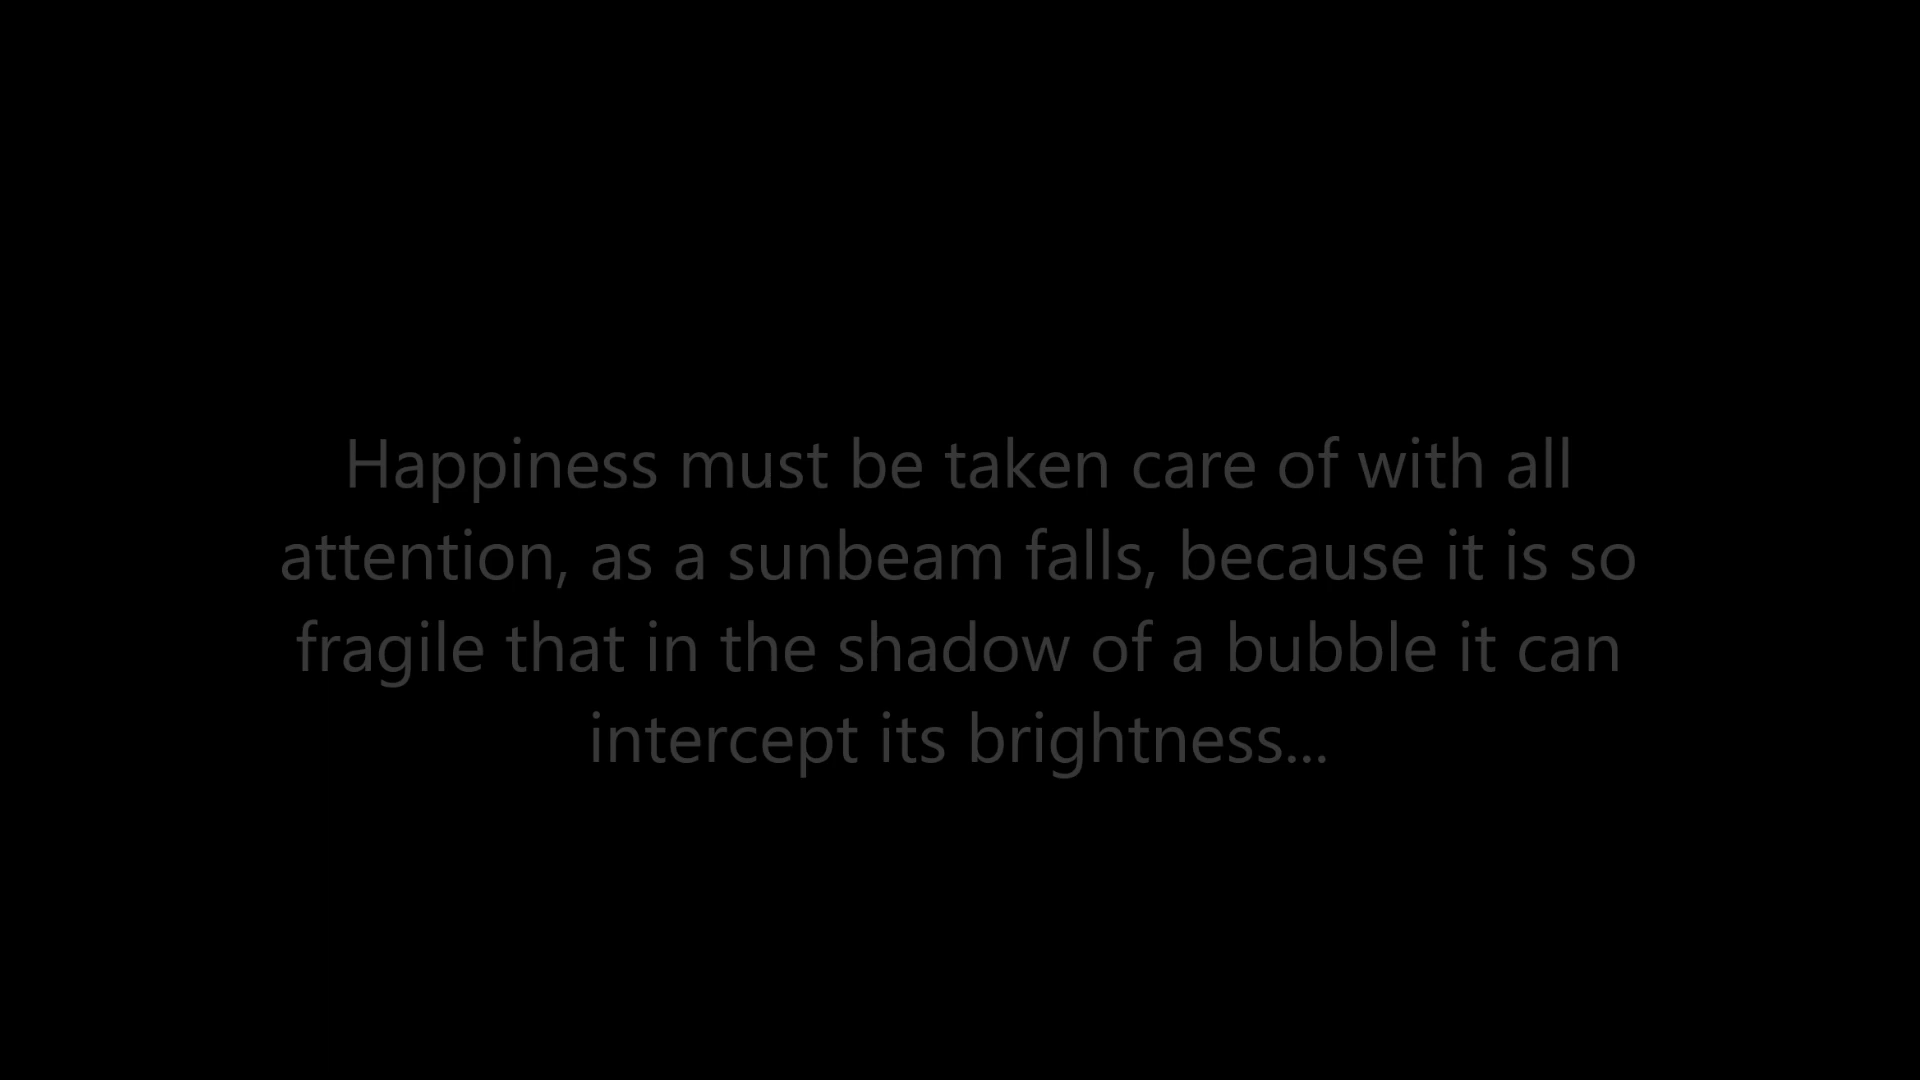 Happiness must be taken care of with all
attention, as a sunbeam falls, because it is so
fragile that in the shadow of a bubble it can
intercept its brightness...